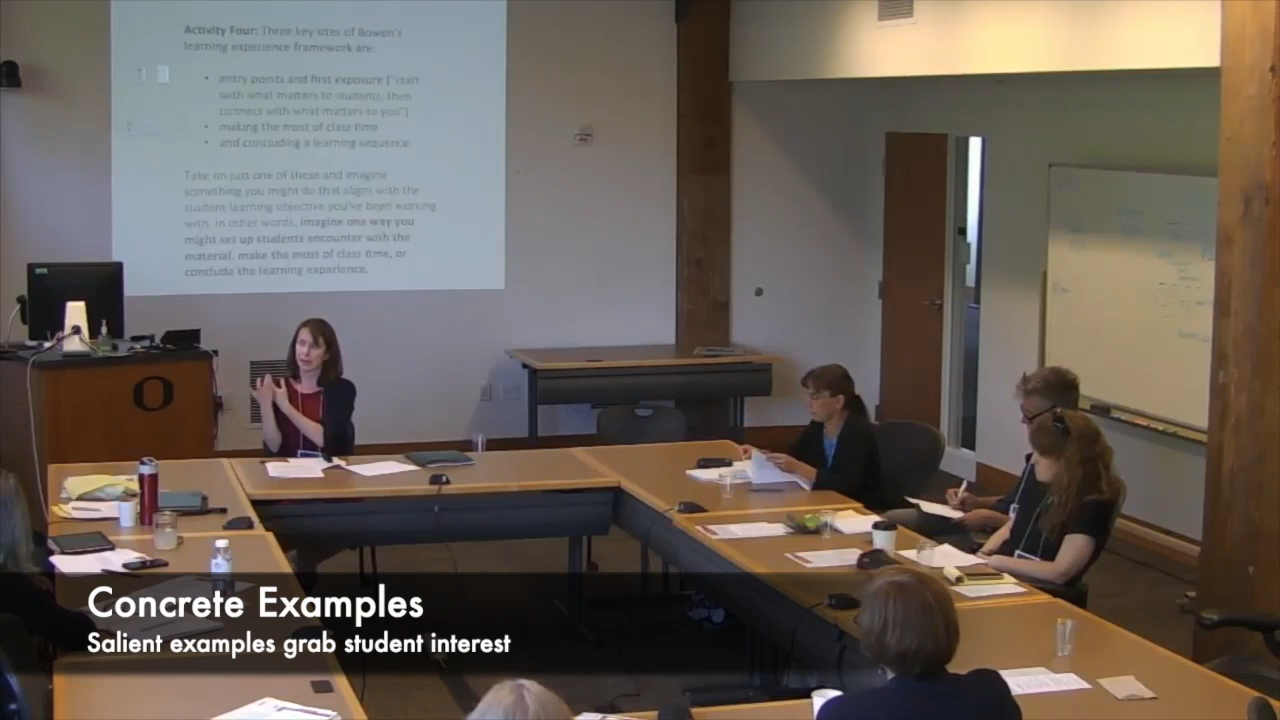 Activity Four: Three key sites of Bowen's
learning experience framework are:
• entry points and first exposure ["start
with what matters to students, then
connect with what matters to you"]
• making the most of class time
• and concluding a learning sequence.
Take on just one of these and imagine
something you might do that aligns with the
student learning objective you've been working
with. In other words, imagine one way you
might set up students encounter with the
material, make the most of class time, or
conclude the learning experience.
O
Concrete Examples
Salient examples grab student interest